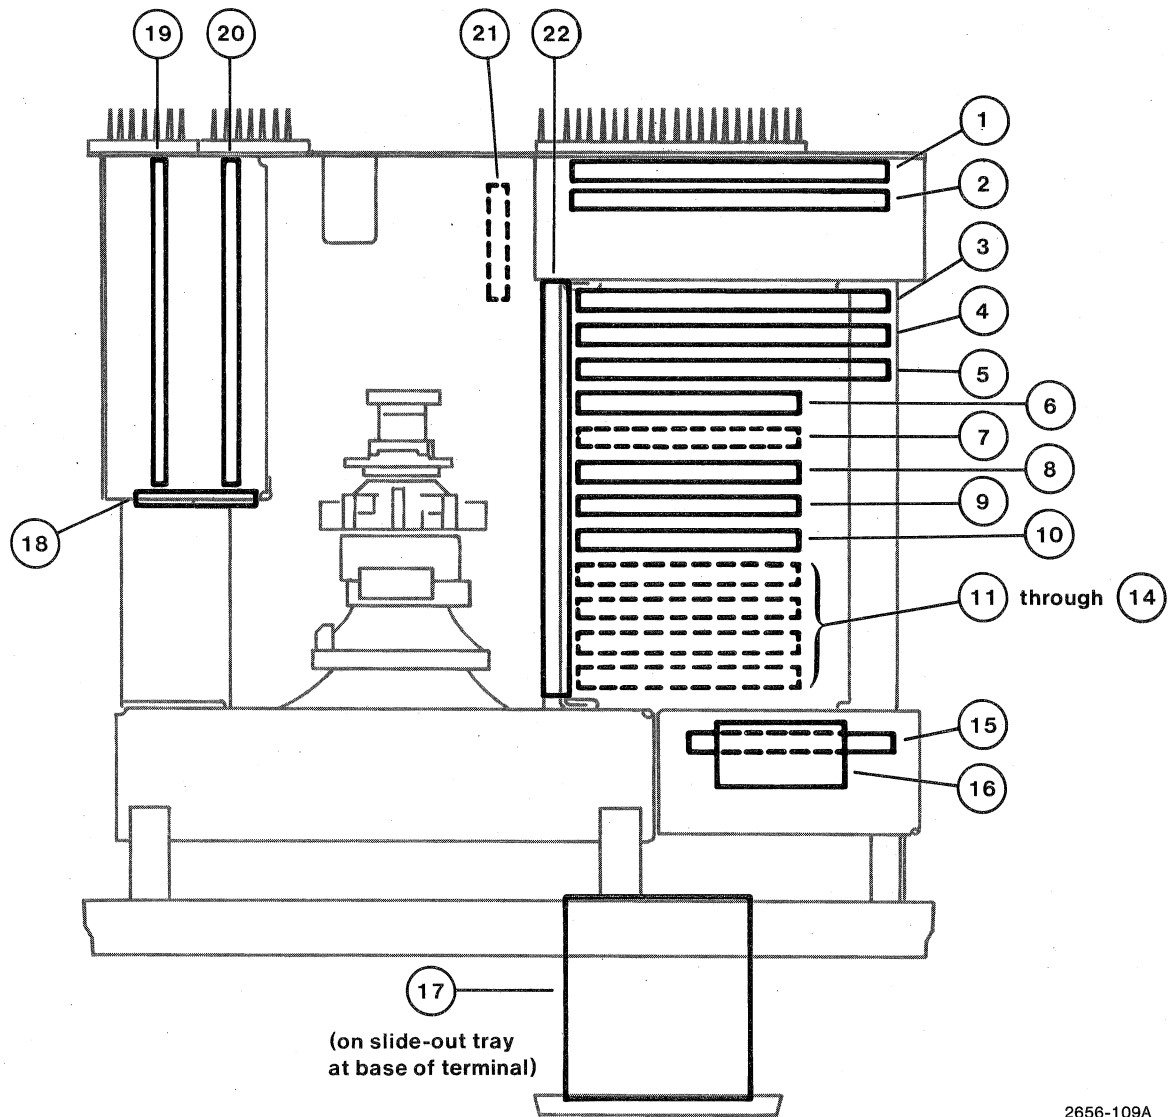 19 20 21 22
1
2
3
4
5
6
7
8
9
10
11 through 14
18
15
16
17
(on slide-out tray
at base of terminal)
2656-109A